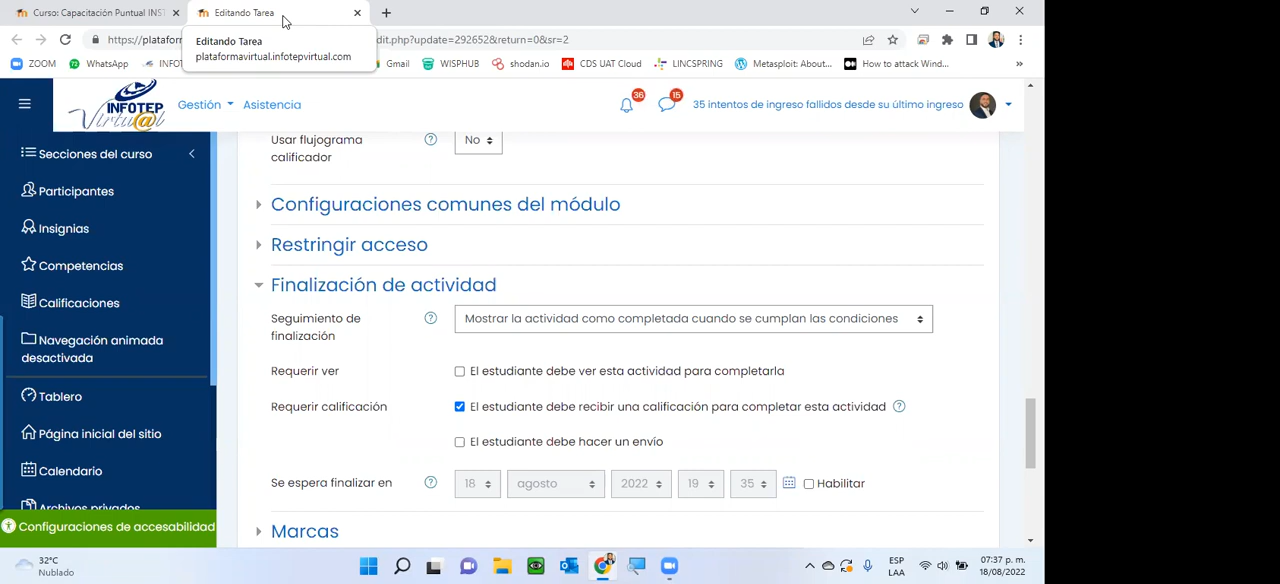 Curso: Capacitación Puntual INS
Editando Tarea
https://platafor
dit.php?update=292652&return=0&sr=2
Editando Tarea
plataformavirtual.infotepvirtual.com
ZOOM
WhatsApp
INFOT
Gmail
WISPHUB
shodan.io
CDS UAT Cloud
LINCSPRING
Metasploit: About...
How to attack Wind...
»
INFOTEP
Virtu@l
Gestión
Asistencia
36
15
35 intentos de ingreso fallidos desde su último ingreso
Secciones del curso
Participantes
Insignias
Competencias
Calificaciones
Navegación animada
desactivada
Tablero
Página inicial del sitio
Calendario
Archivos privados
Configuraciones de accesabilidad
Usar flujograma
calificador
No
Configuraciones comunes del módulo
Restringir acceso
Finalización de actividad
Seguimiento de
finalización
Mostrar la actividad como completada cuando se cumplan las condiciones
Requerir ver
El estudiante debe ver esta actividad para completarla
Requerir calificación
El estudiante debe recibir una calificación para completar esta actividad
El estudiante debe hacer un envío
Se espera finalizar en
18 agosto 2022 19 35 Habilitar
Marcas
32°C
Nublado
ESP
LAA
07:37 p. m.
18/08/2022